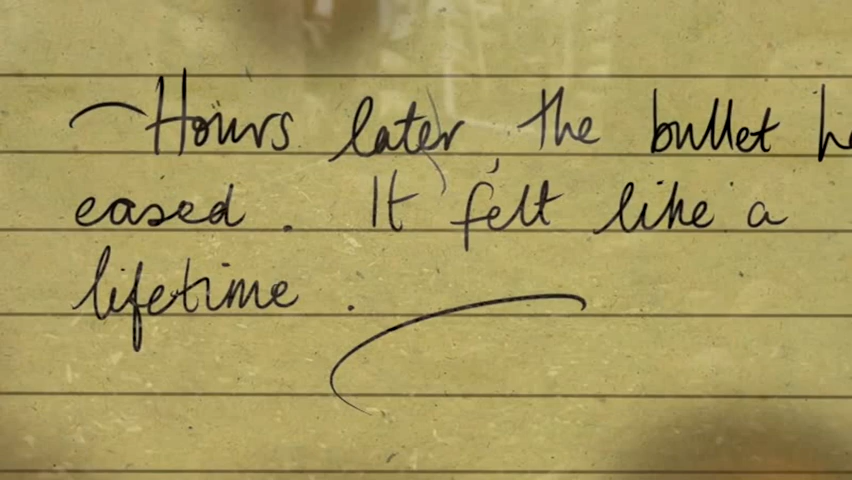 Hours later, the bullet h
eased. It felt like a
lifetime.